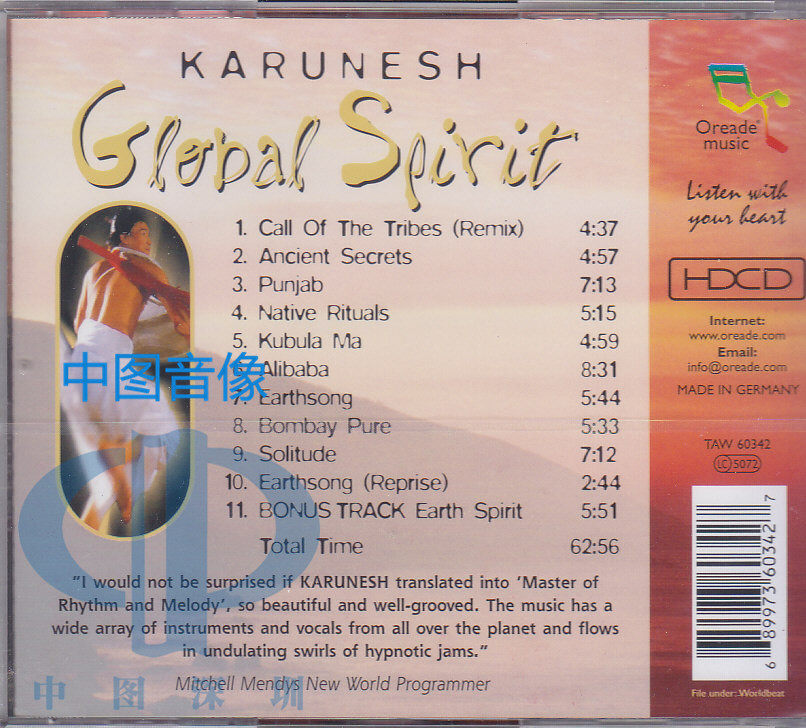 KARUNESH
Global Spirit
1. Call Of The Tribes (Remix) 4:37
2. Ancient Secrets 4:57
3. Punjab 7:13
4. Native Rituals 5:15
5. Kubula Ma 4:59
6. Alibaba 8:31
7. Earthsong 5:44
8. Bombay Pure 5:33
9. Solitude 7:12
10. Earthsong (Reprise) 2:44
11. BONUS TRACK Earth Spirit 5:51
Total Time 62:56
"I would not be surprised if KARUNESH translated into 'Master of
Rhythm and Melody', so beautiful and well-grooved. The music has a
wide array of instruments and vocals from all over the planet and flows
in undulating swirls of hypnotic jams."
Mitchell Mendys New World Programmer
中图音像
中图深圳
Oreade®
music
Listen with
your heart
HDCD
Internet:
www.oreade.com
Email:
info@oreade.com
MADE IN GERMANY
TAW 60342
LC 5072
6 89973 60342 7
File under: Worldbeat